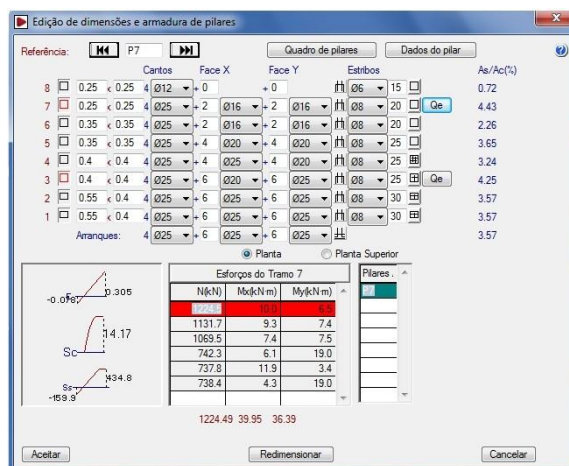 Edição de dimensões e armadura de pilares
Referência: P7 Quadro de pilares Dados do pilar
Cantos Face X Face Y Estribos As/Ac(%)
8 0.25 x 0.25 4 Ø12 + 0 + 0 Ø6 15 0.72
7 0.25 x 0.25 4 Ø25 + 2 Ø16 + 2 Ø16 Ø8 20 Qe 4.43
6 0.35 x 0.35 4 Ø25 + 2 Ø16 + 2 Ø16 Ø8 20 2.26
5 0.35 x 0.35 4 Ø25 + 4 Ø20 + 4 Ø20 Ø8 25 3.65
4 0.4 x 0.4 4 Ø25 + 4 Ø25 + 4 Ø20 Ø8 25 3.24
3 0.4 x 0.4 4 Ø25 + 6 Ø20 + 6 Ø25 Ø8 25 Qe 4.25
2 0.55 x 0.4 4 Ø25 + 6 Ø25 + 6 Ø25 Ø8 30 3.57
1 0.55 x 0.4 4 Ø25 + 6 Ø25 + 6 Ø25 Ø8 30 3.57
Arranques: 4 Ø25 + 6 Ø25 + 6 Ø25 3.57
Planta Planta Superior
Esforços do Tramo 7 Pilares .
N(kN) Mx(kN·m) My(kN·m) P7
1224.5 10.0 6.5
1131.7 9.3 7.4
1069.5 7.4 7.5
742.3 6.1 19.0
737.8 11.9 3.4
738.4 4.3 19.0
0.305
Sc 14.17
Ss 434.8
-159.9
1224.49 39.95 36.39
Aceitar Redimensionar Cancelar